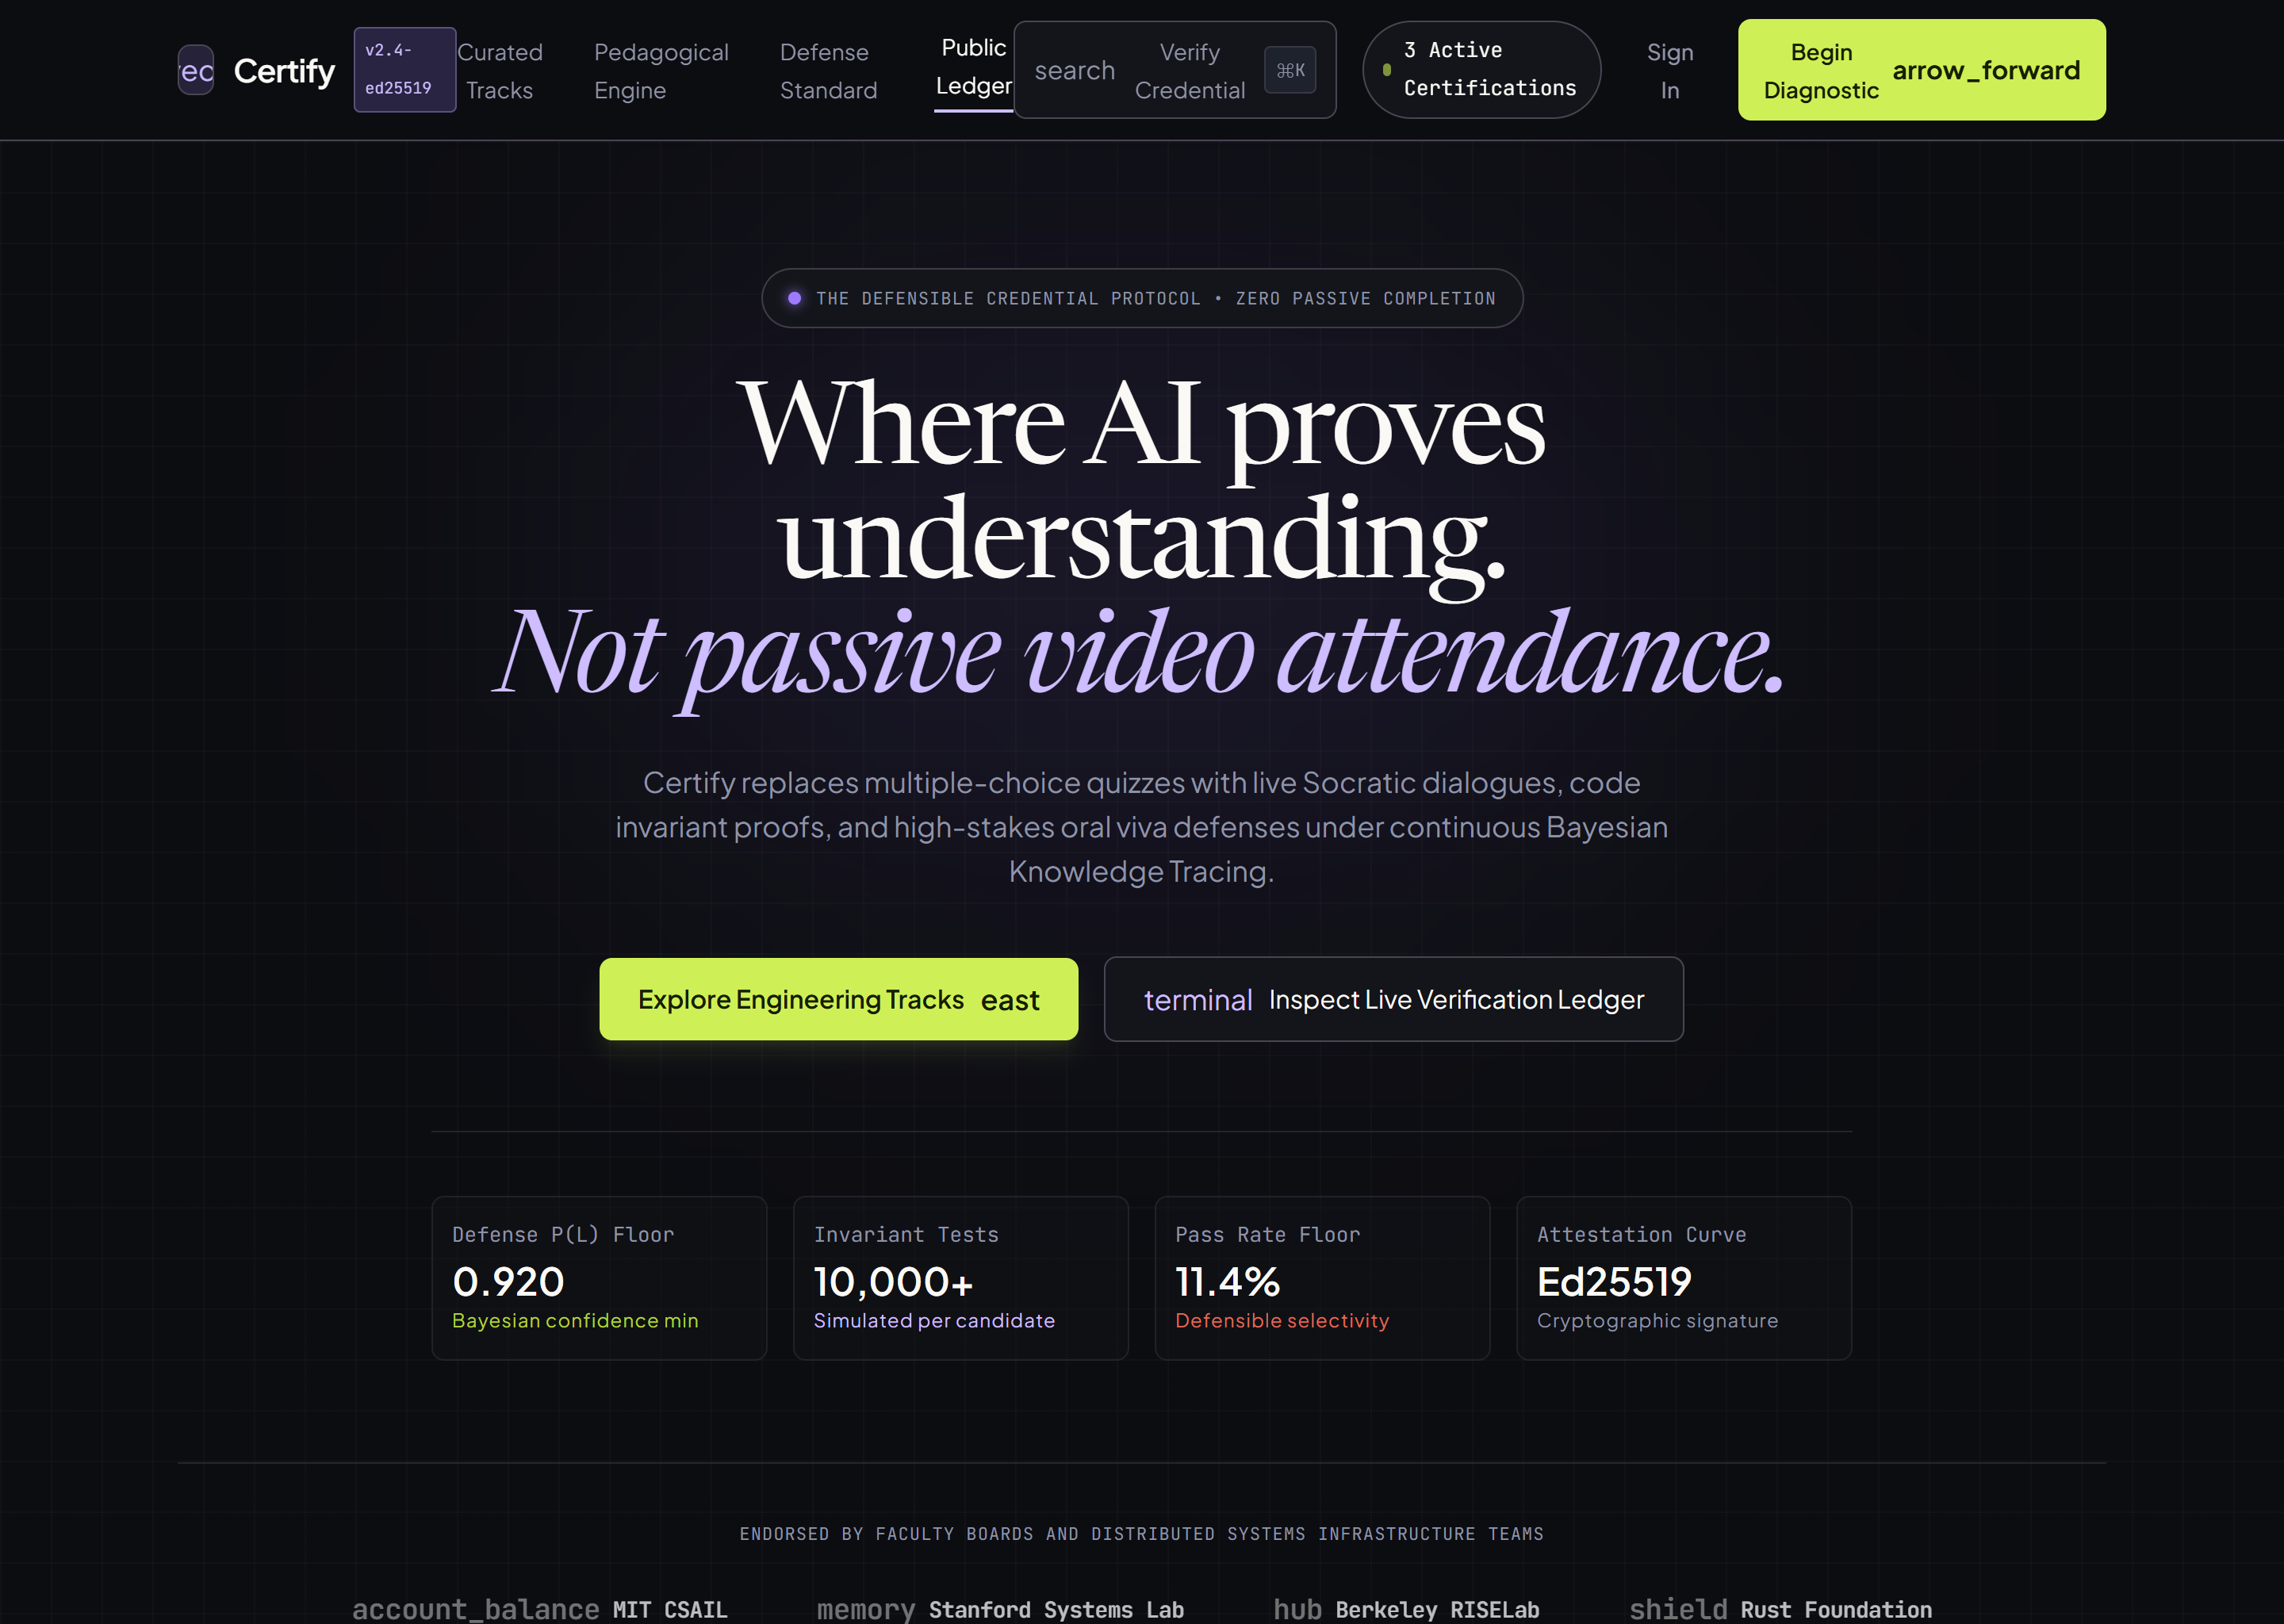 Certify
v2.4-
ed25519
Curated
Tracks
Pedagogical
Engine
Defense
Standard
Public
Ledger
search
Verify
Credential
⌘K
3 Active
Certifications
Sign
In
Begin
Diagnostic
arrow_forward
THE DEFENSIBLE CREDENTIAL PROTOCOL • ZERO PASSIVE COMPLETION
Where AI proves
understanding.
Not passive video attendance.
Certify replaces multiple-choice quizzes with live Socratic dialogues, code
invariant proofs, and high-stakes oral viva defenses under continuous Bayesian
Knowledge Tracing.
Explore Engineering Tracks east
terminal Inspect Live Verification Ledger
Defense P(L) Floor
0.920
Bayesian confidence min
Invariant Tests
10,000+
Simulated per candidate
Pass Rate Floor
11.4%
Defensible selectivity
Attestation Curve
Ed25519
Cryptographic signature
ENDORSED BY FACULTY BOARDS AND DISTRIBUTED SYSTEMS INFRASTRUCTURE TEAMS
account_balance MIT CSAIL
memory Stanford Systems Lab
hub Berkeley RISELab
shield Rust Foundation